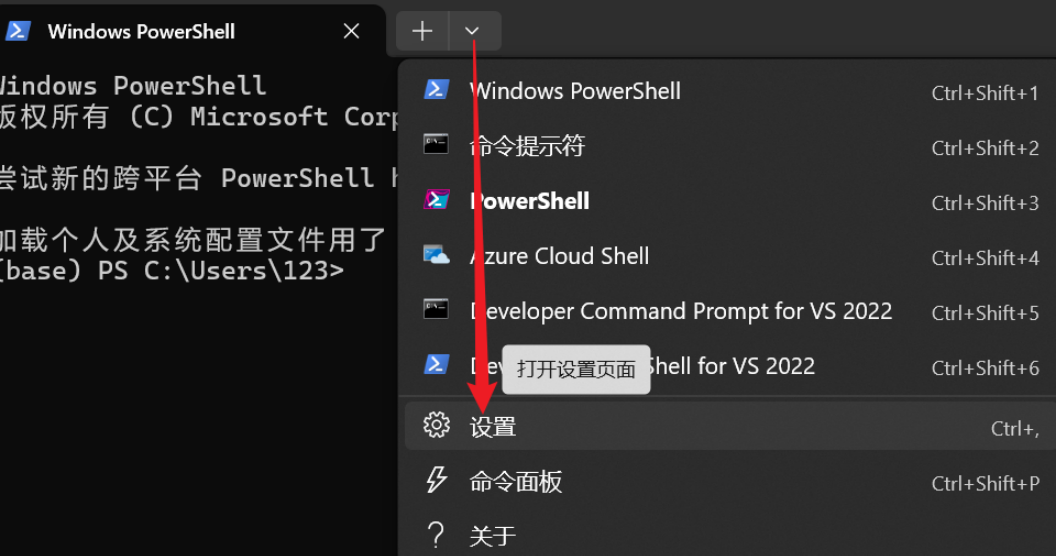 Windows PowerShell
Windows PowerShell
版权所有 (C) Microsoft Corp
尝试新的跨平台 PowerShell
加载个人及系统配置文件用了
(base) PS C:\Users\123>
Windows PowerShell Ctrl+Shift+1
命令提示符 Ctrl+Shift+2
PowerShell Ctrl+Shift+3
Azure Cloud Shell Ctrl+Shift+4
Developer Command Prompt for VS 2022 Ctrl+Shift+5
Shell for VS 2022 Ctrl+Shift+6
打开设置页面
设置 Ctrl+,
命令面板 Ctrl+Shift+P
关于